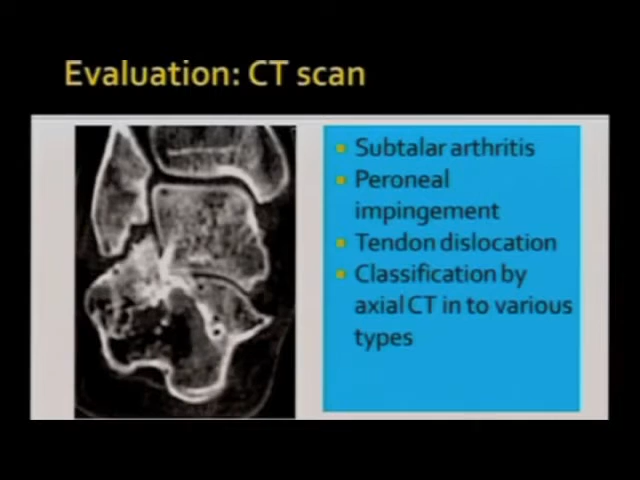 Evaluation: CT scan
Subtalar arthritis
Peroneal
impingement
Tendon dislocation
Classification by
axial CT in to various
types